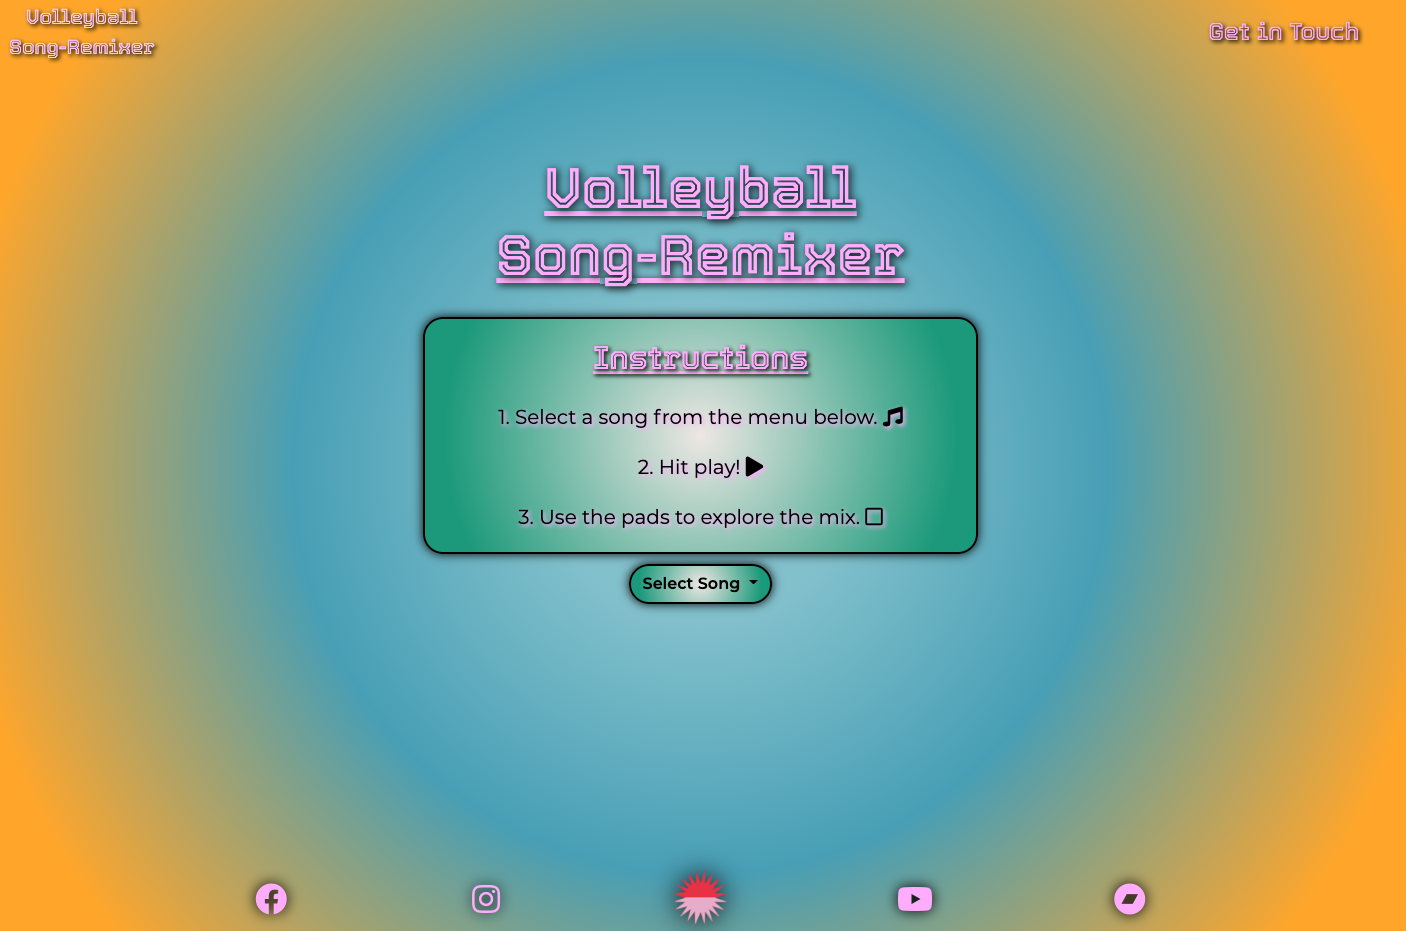 Volleyball
Song-Remixer
Get in Touch
Volleyball
Song-Remixer
Instructions
1. Select a song from the menu below.
2. Hit play!
3. Use the pads to explore the mix.
Select Song